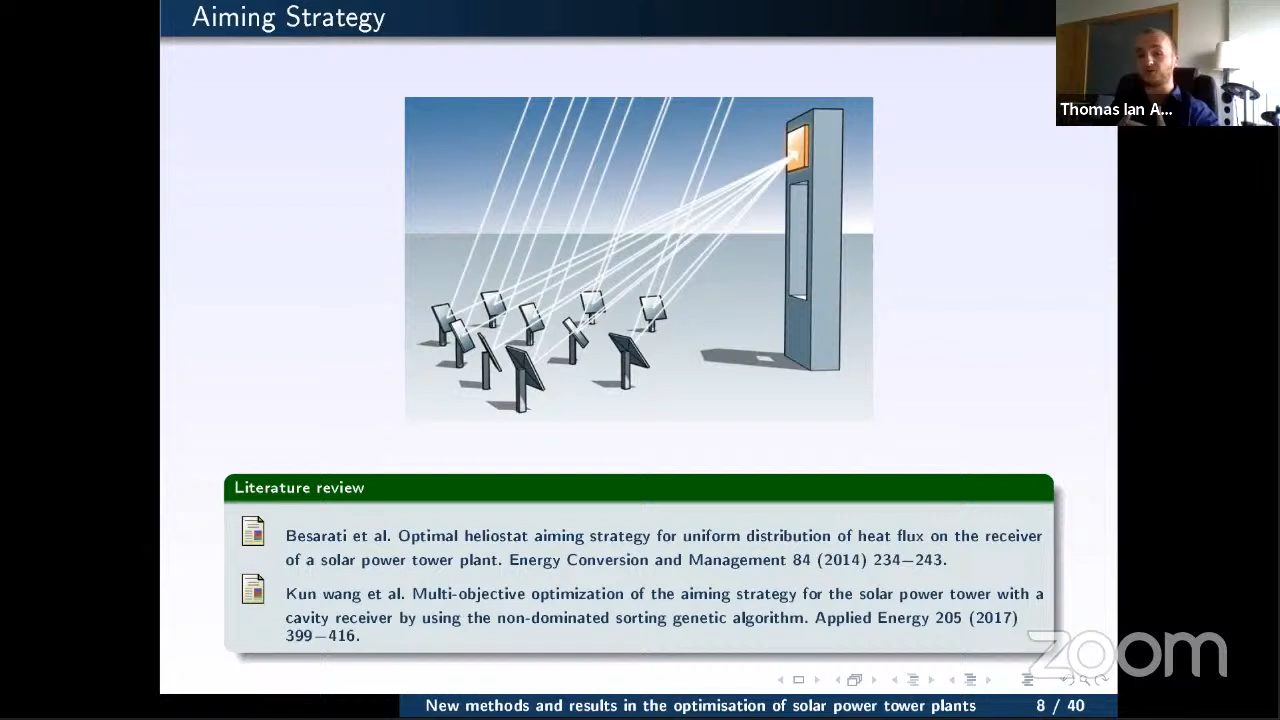 Aiming Strategy
Thomas Ian A...
Literature review
Besarati et al. Optimal heliostat aiming strategy for uniform distribution of heat flux on the receiver
of a solar power tower plant. Energy Conversion and Management 84 (2014) 234–243.
Kun wang et al. Multi-objective optimization of the aiming strategy for the solar power tower with a
cavity receiver by using the non-dominated sorting genetic algorithm. Applied Energy 205 (2017)
399–416.
zoom
New methods and results in the optimisation of solar power tower plants 8 / 40